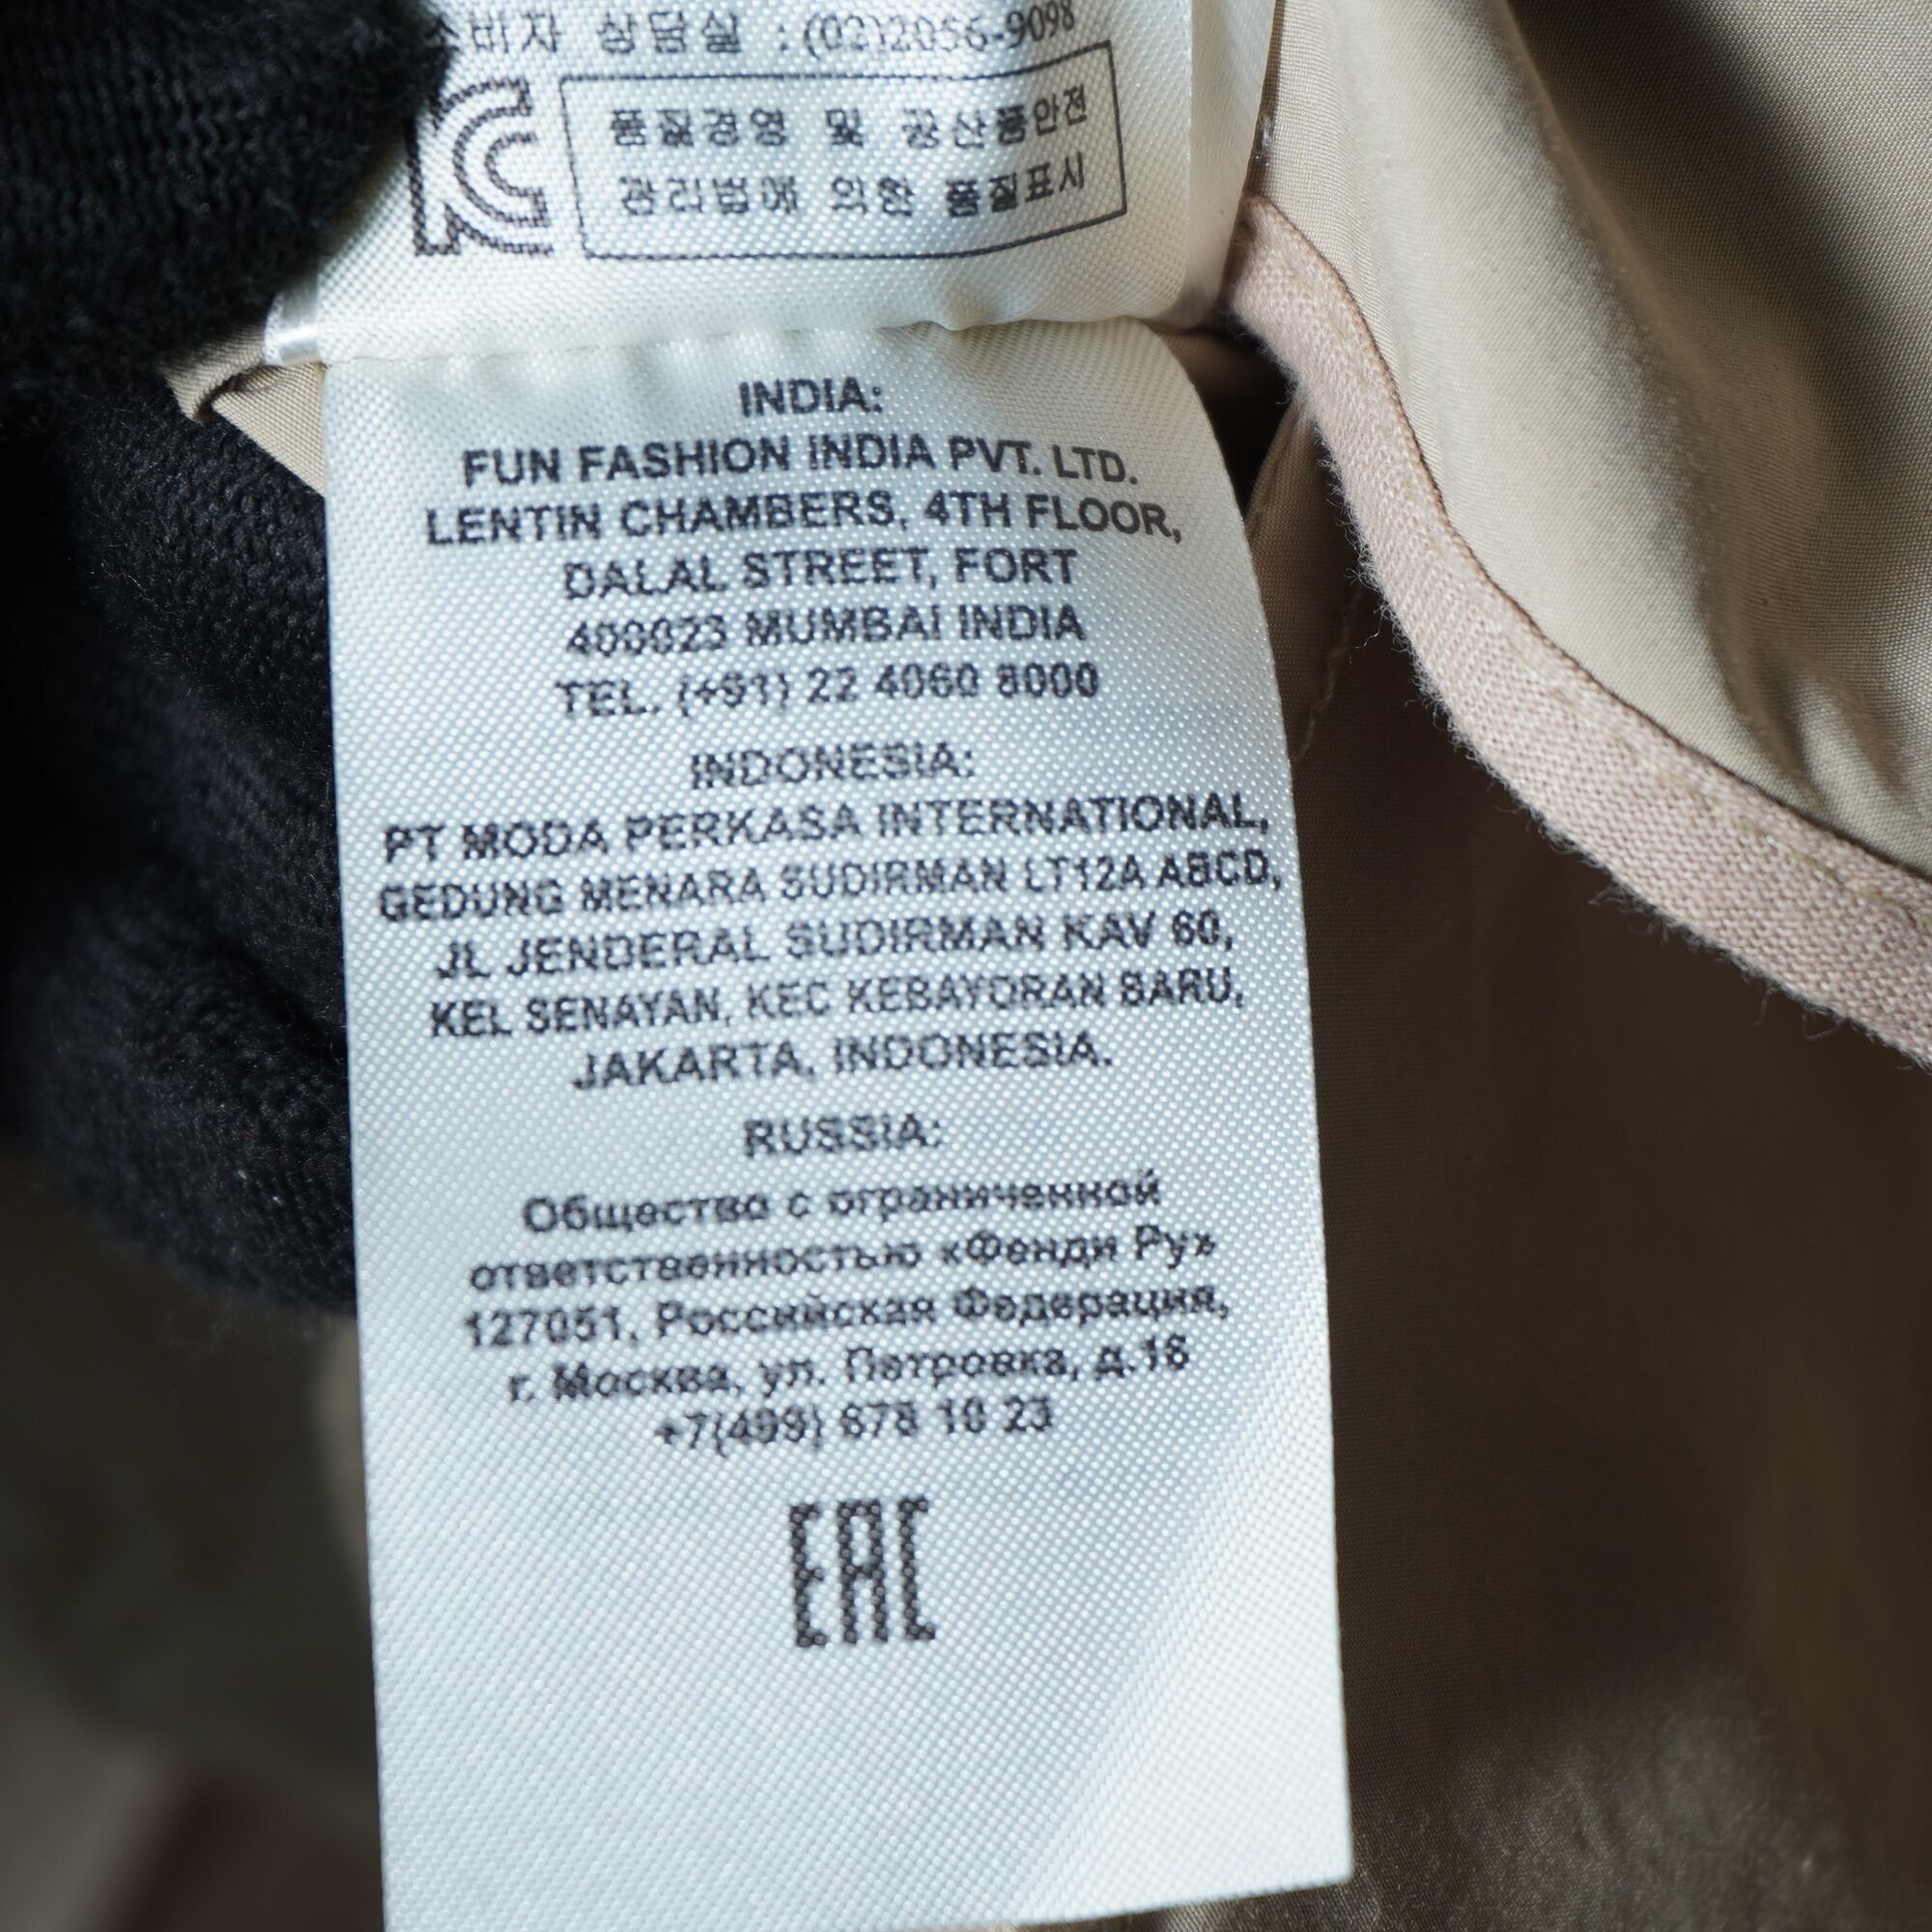 소비자 상담실 : (02)2056-9098
품질경영 및 공산품안전
관리법에 의한 품질표시
INDIA:
FUN FASHION INDIA PVT. LTD.
LENTIN CHAMBERS, 4TH FLOOR,
DALAL STREET, FORT
400023 MUMBAI INDIA
TEL. (+91) 22 4060 8000
INDONESIA:
PT MODA PERKASA INTERNATIONAL,
GEDUNG MENARA SUDIRMAN LT12A ABCD,
JL JENDERAL SUDIRMAN KAV 60,
KEL SENAYAN, KEC KEBAYORAN BARU,
JAKARTA, INDONESIA.
RUSSIA:
Общество с ограниченной
ответственностью «Фенди Ру»
127051, Российская Федерация,
г. Москва, ул. Петровка, д.16
+7(499) 678 10 23
EAC